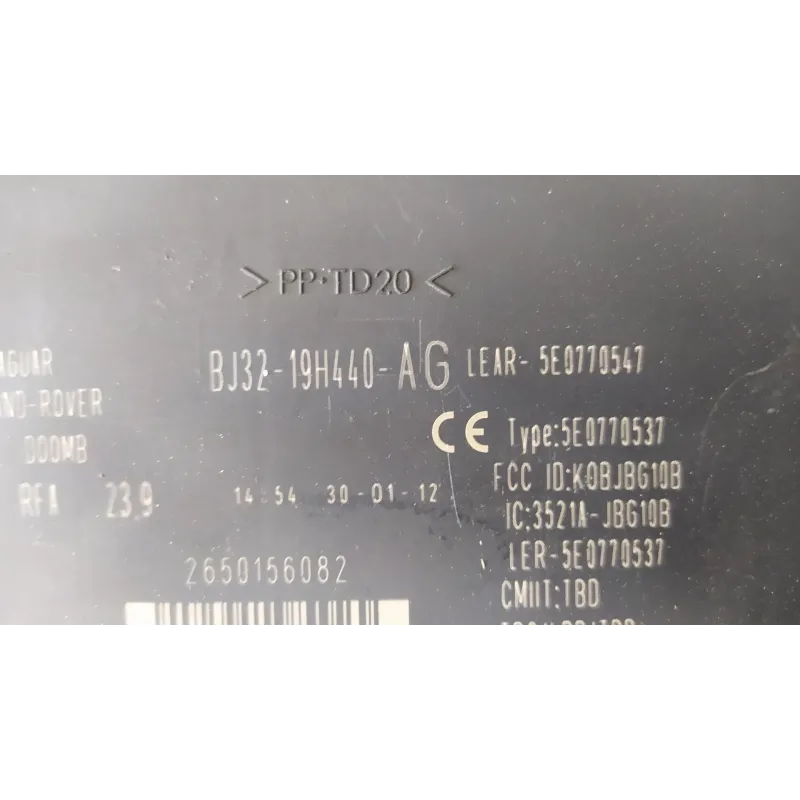 > PP-TD20 <
AGUAR
ND-ROVER
DDOMB
RFA 23.9
BJ32-19H440-AG
LEAR-5E0770547
CE
Type:5E0770537
FCC ID:KOBJBG10B
IC:3521A-JBG10B
LER-5E0770537
CMIIT:TBD
14:54 30-01-12
2650156082